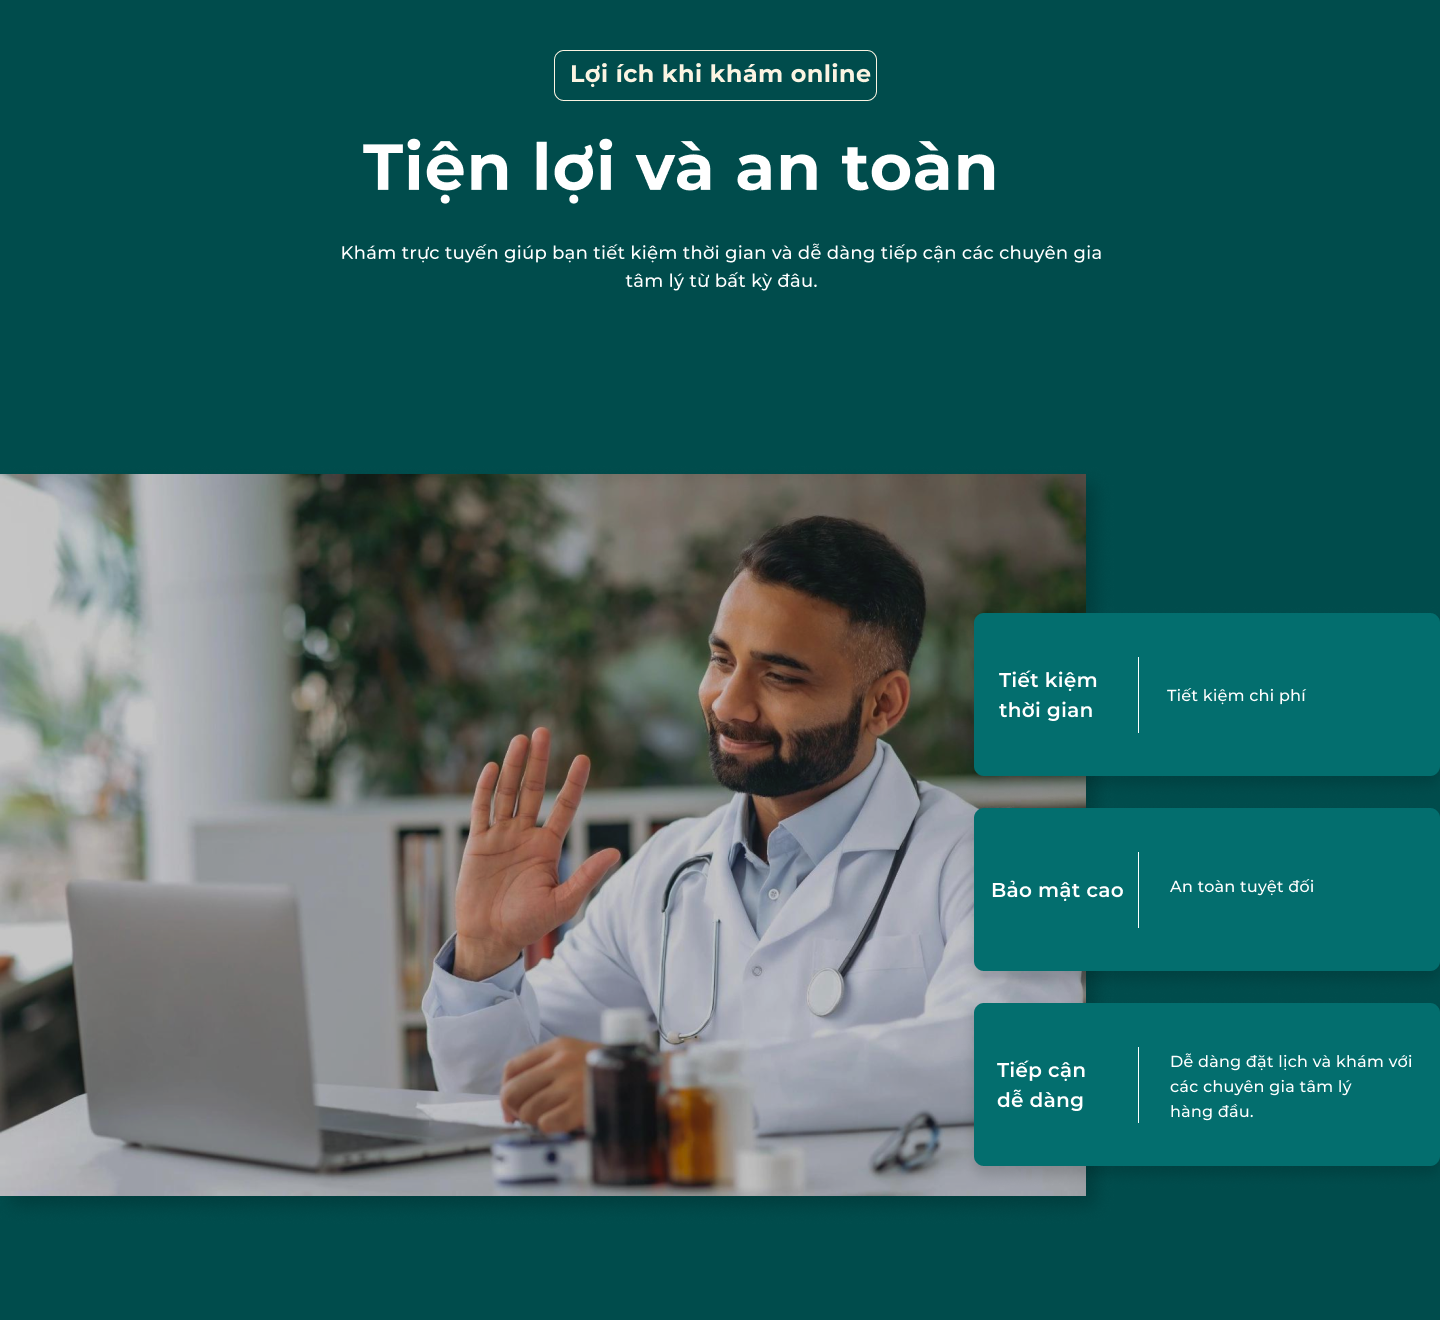 Lợi ích khi khám online
Tiện lợi và an toàn
Khám trực tuyến giúp bạn tiết kiệm thời gian và dễ dàng tiếp cận các chuyên gia
tâm lý từ bất kỳ đâu.
Tiết kiệm
thời gian
Tiết kiệm chi phí
Bảo mật cao
An toàn tuyệt đối
Tiếp cận
dễ dàng
Dễ dàng đặt lịch và khám với
các chuyên gia tâm lý
hàng đầu.